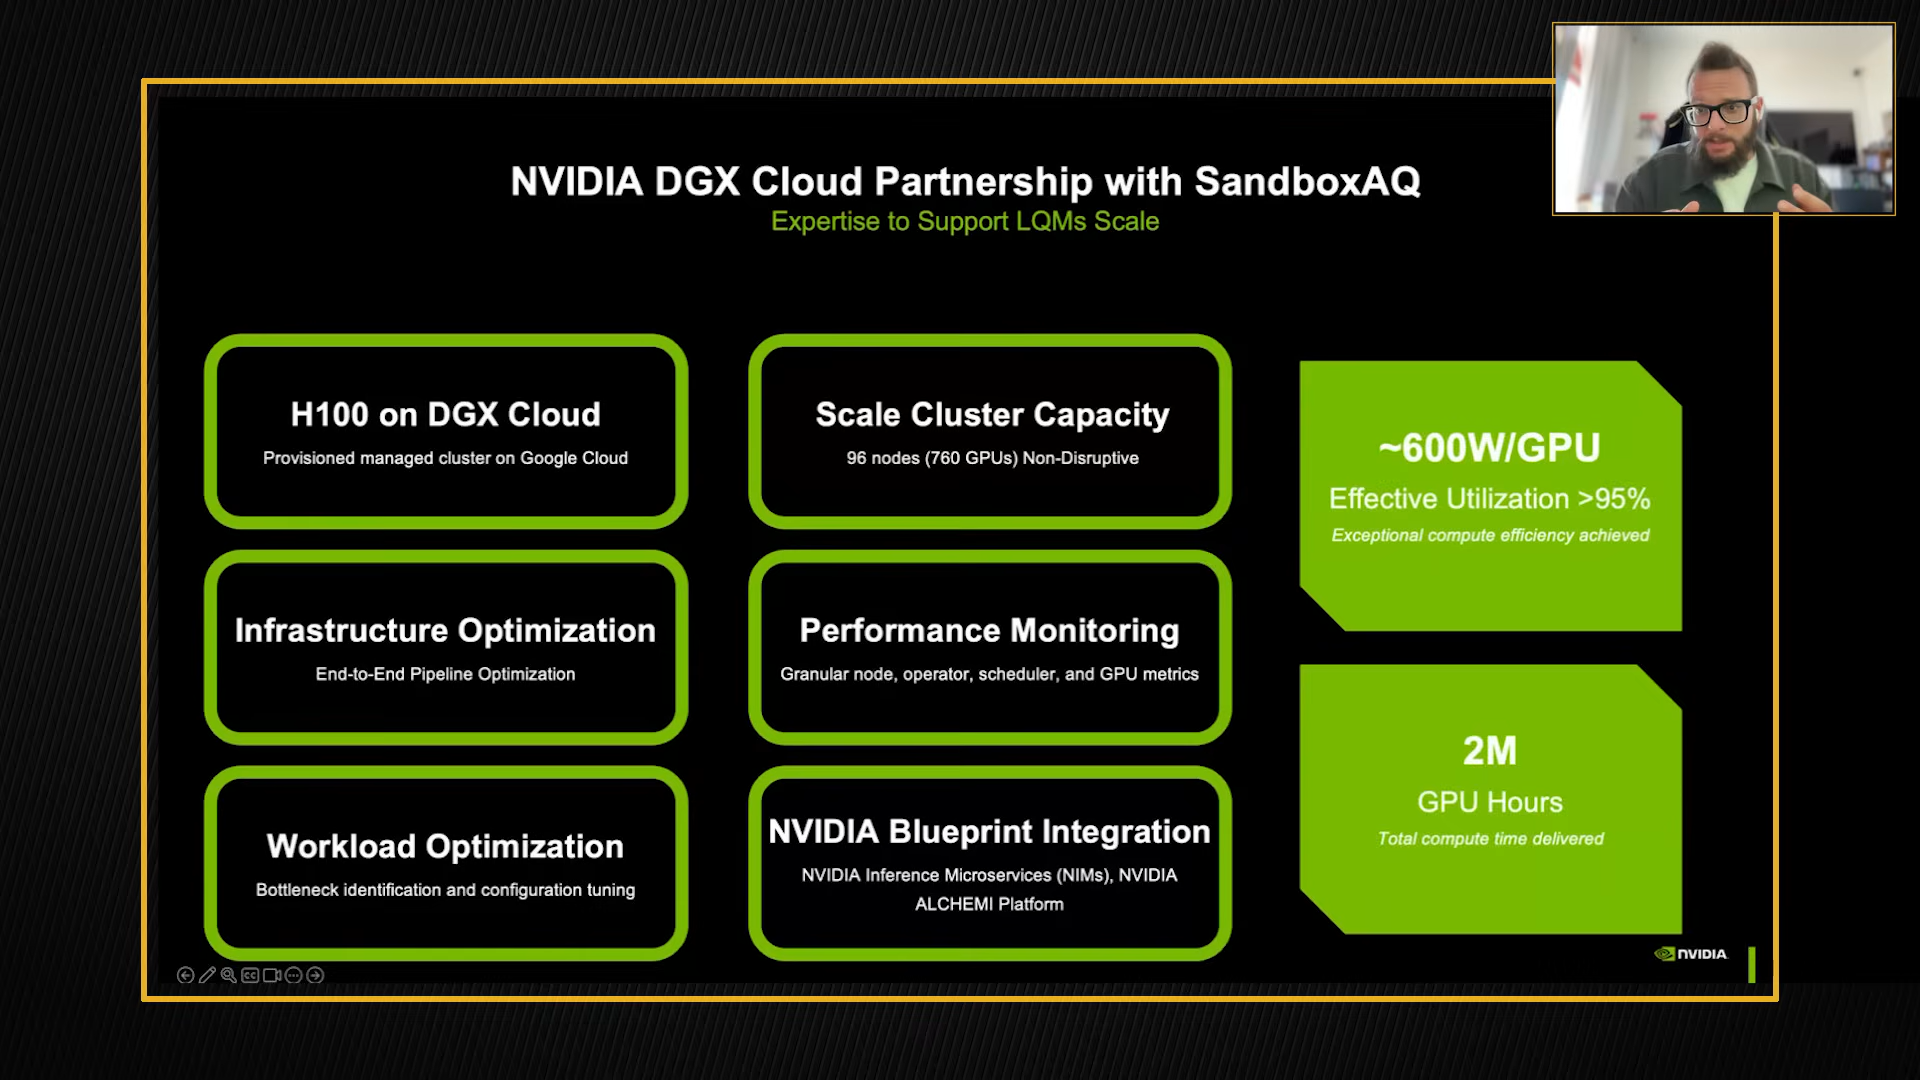 NVIDIA DGX Cloud Partnership with SandboxAQ
Expertise to Support LQMs Scale
H100 on DGX Cloud
Provisioned managed cluster on Google Cloud
Scale Cluster Capacity
96 nodes (760 GPUs) Non-Disruptive
~600W/GPU
Effective Utilization >95%
Exceptional compute efficiency achieved
Infrastructure Optimization
End-to-End Pipeline Optimization
Performance Monitoring
Granular node, operator, scheduler, and GPU metrics
2M
GPU Hours
Total compute time delivered
Workload Optimization
Bottleneck identification and configuration tuning
NVIDIA Blueprint Integration
NVIDIA Inference Microservices (NIMs), NVIDIA
ALCHEMI Platform
CC
NVIDIA